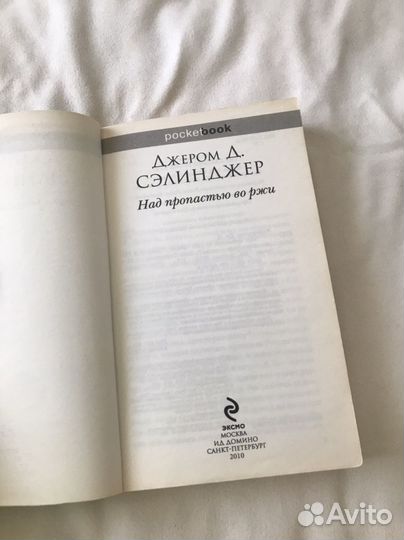 pocketbook
Джером Д.
СЭЛИНДЖЕР
Над пропастью во ржи
ЭКСМО
МОСКВА
ИД ДОМИНО
САНКТ-ПЕТЕРБУРГ
2010
Avito